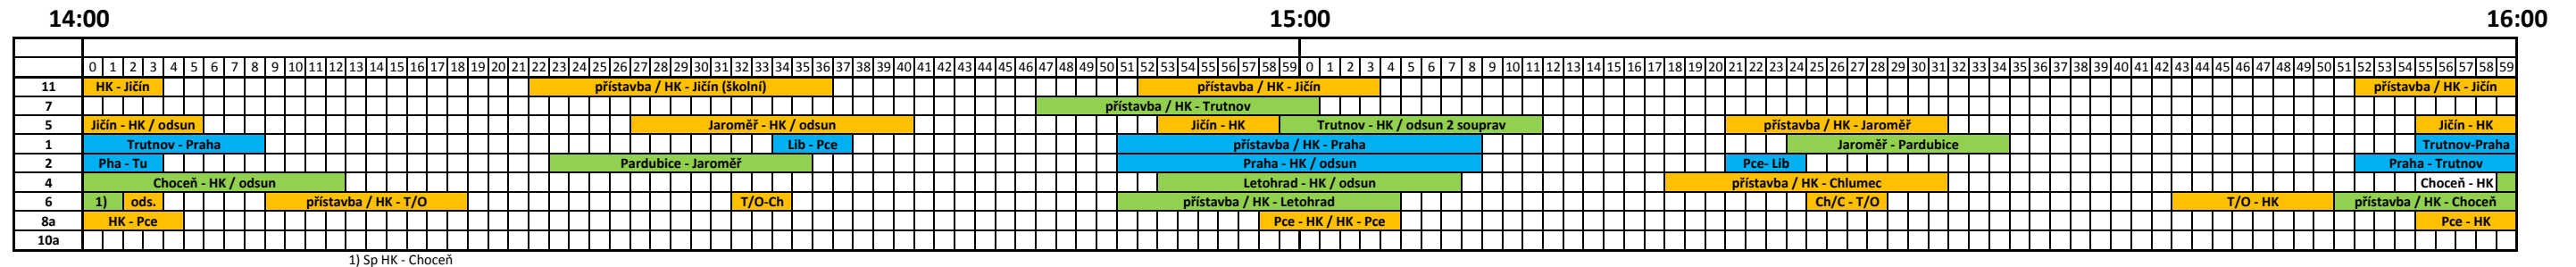 14:00 15:00 16:00
0 1 2 3 4 5 6 7 8 9 10 11 12 13 14 15 16 17 18 19 20 21 22 23 24 25 26 27 28 29 30 31 32 33 34 35 36 37 38 39 40 41 42 43 44 45 46 47 48 49 50 51 52 53 54 55 56 57 58 59 0 1 2 3 4 5 6 7 8 9 10 11 12 13 14 15 16 17 18 19 20 21 22 23 24 25 26 27 28 29 30 31 32 33 34 35 36 37 38 39 40 41 42 43 44 45 46 47 48 49 50 51 52 53 54 55 56 57 58 59
11 HK - Jičín přístavba / HK - Jičín (školní) přístavba / HK - Jičín přístavba / HK - Jičín
7 přístavba / HK - Trutnov
5 Jičín - HK / odsun Jaroměř - HK / odsun Jičín - HK Trutnov - HK / odsun 2 souprav přístavba / HK - Jaroměř Jičín - HK
1 Trutnov - Praha Lib - Pce přístavba / HK - Praha Jaroměř - Pardubice Trutnov-Praha
2 Pha - Tu Pardubice - Jaroměř Praha - HK / odsun Pce- Lib Praha - Trutnov
4 Choceň - HK / odsun Letohrad - HK / odsun přístavba / HK - Chlumec Choceň - HK
6 1) ods. přístavba / HK - T/O T/O-Ch přístavba / HK - Letohrad Ch/C - T/O T/O - HK přístavba / HK - Choceň
8a HK - Pce Pce - HK / HK - Pce Pce - HK
10a
1) Sp HK - Choceň